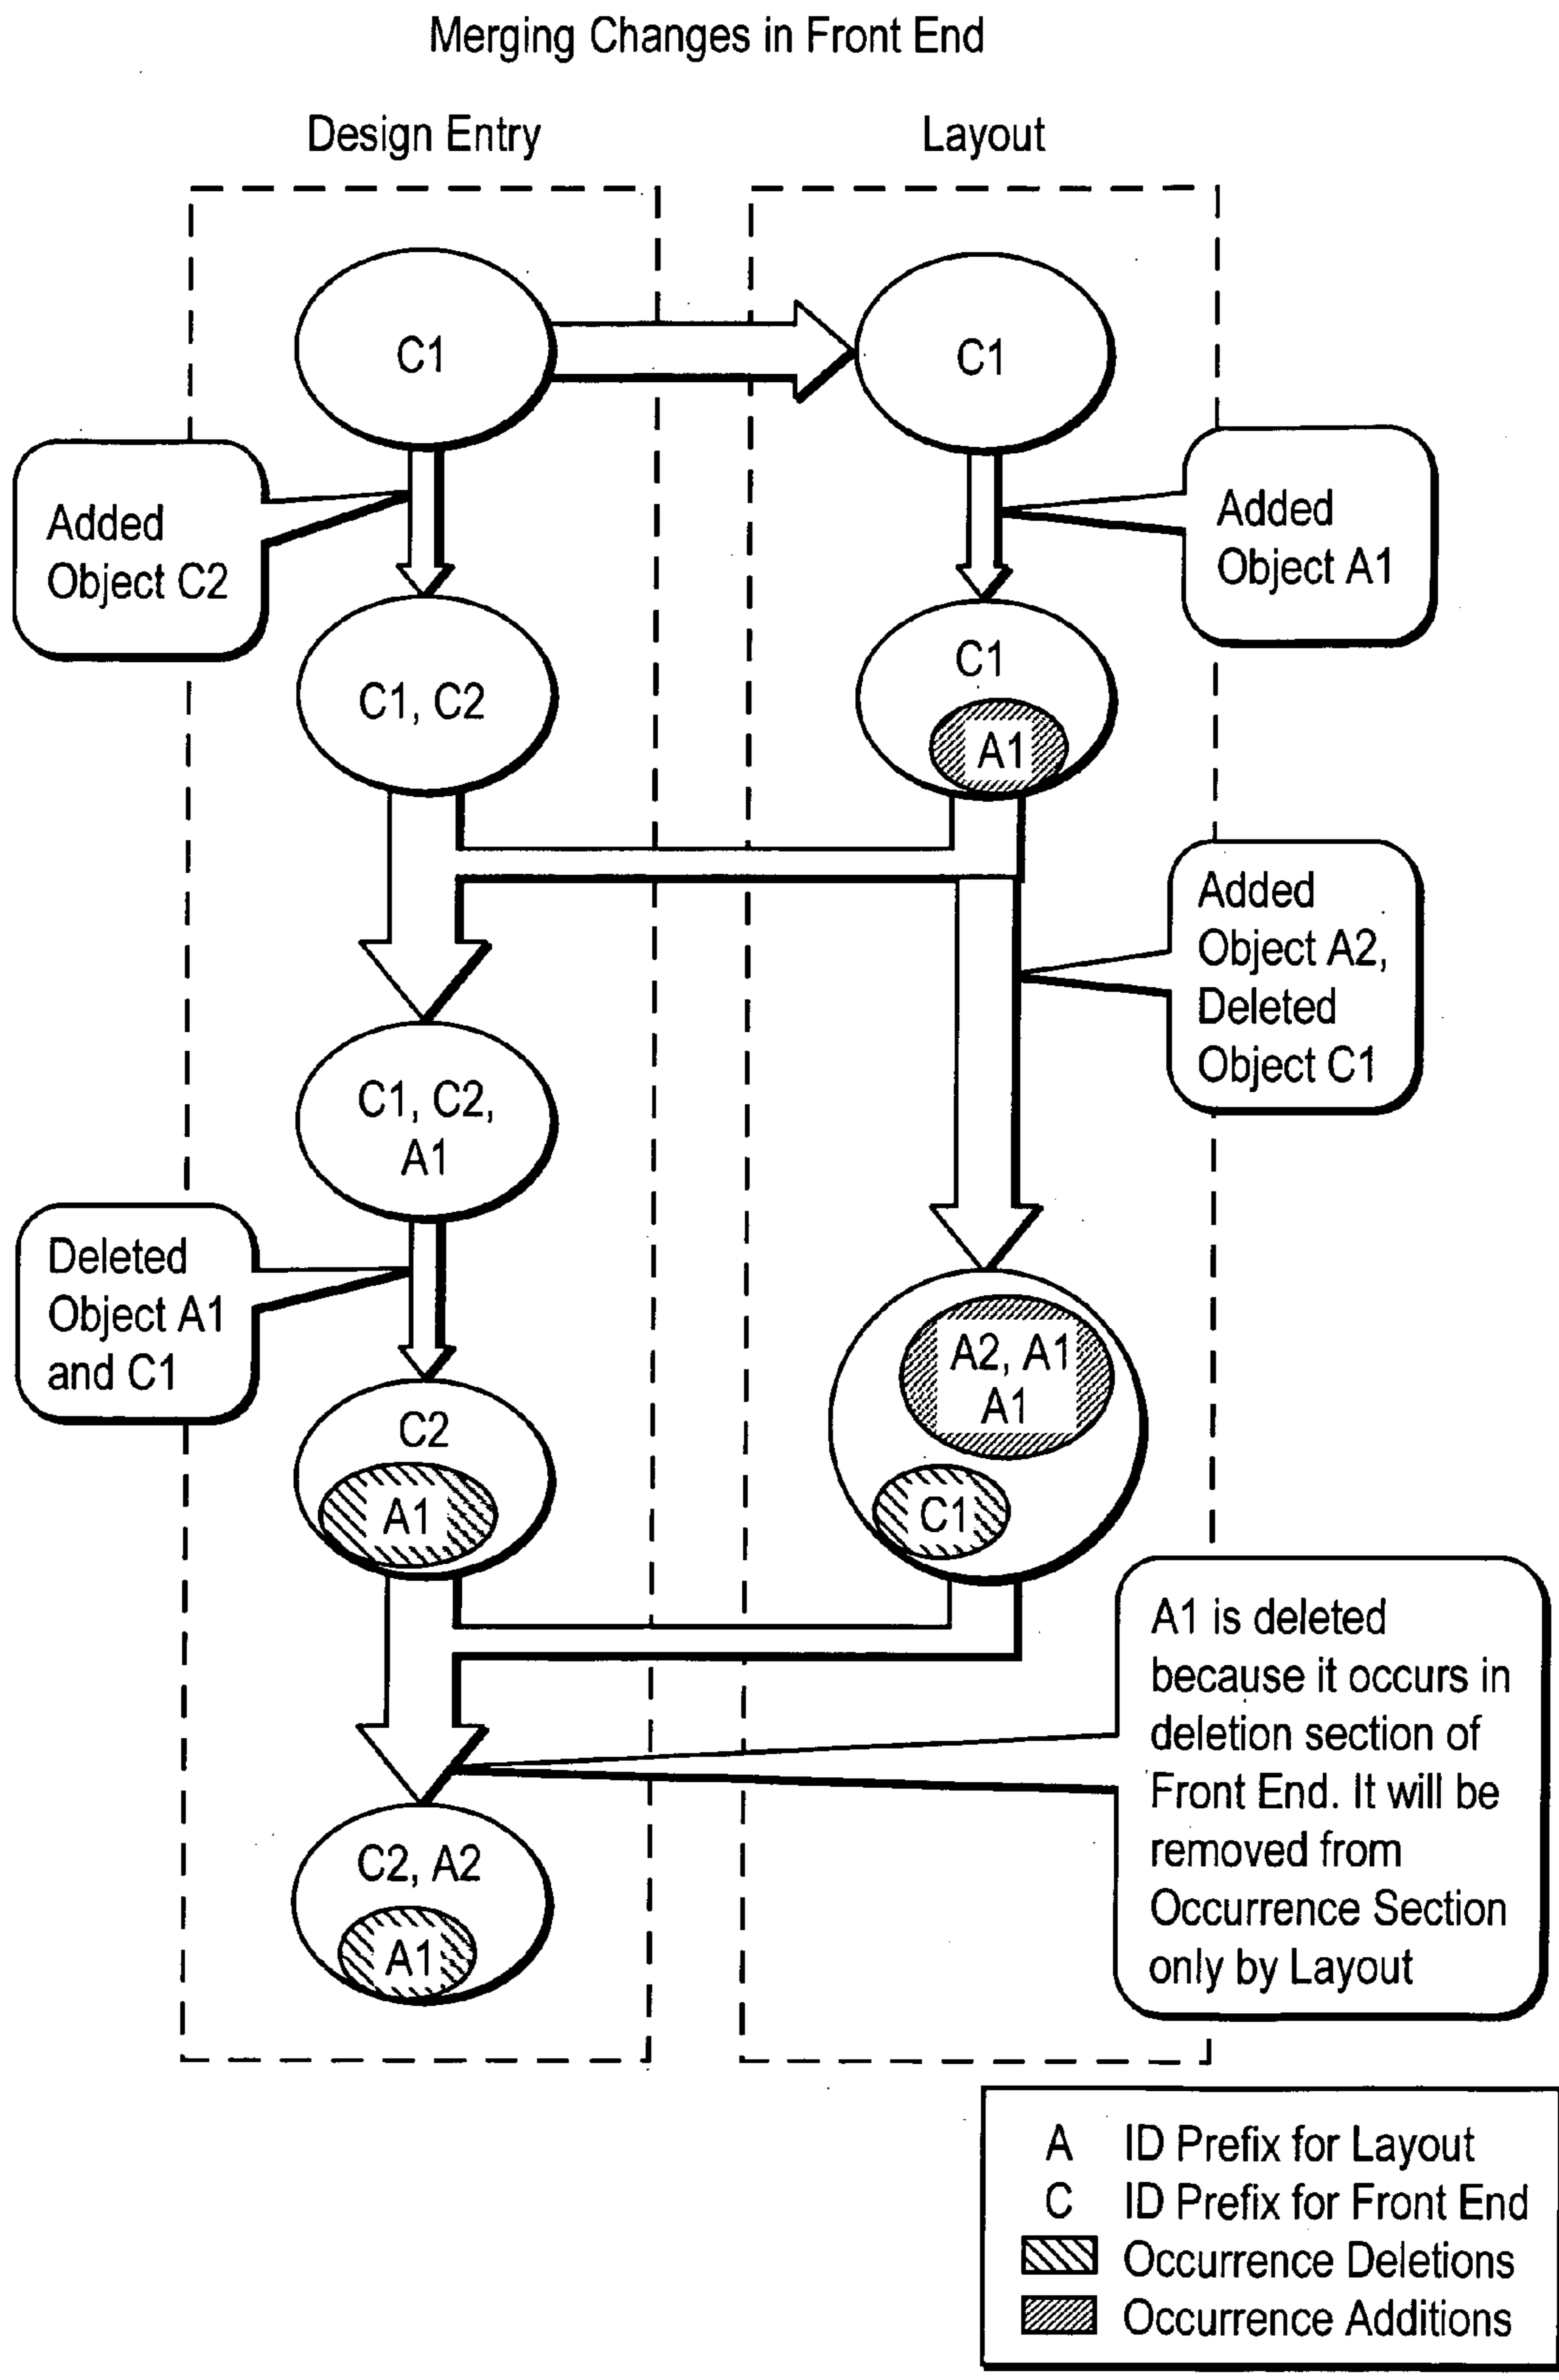 Merging Changes in Front End
Design Entry
Layout
C1
C1
Added
Object C2
Added
Object A1
C1, C2
C1
A1
Added
Object A2,
Deleted
Object C1
C1, C2,
A1
Deleted
Object A1
and C1
A2, A1
A1
C2
A1
C1
A1 is deleted
because it occurs in
deletion section of
Front End. It will be
removed from
Occurrence Section
only by Layout
C2, A2
A1
A ID Prefix for Layout
C ID Prefix for Front End
Occurrence Deletions
Occurrence Additions